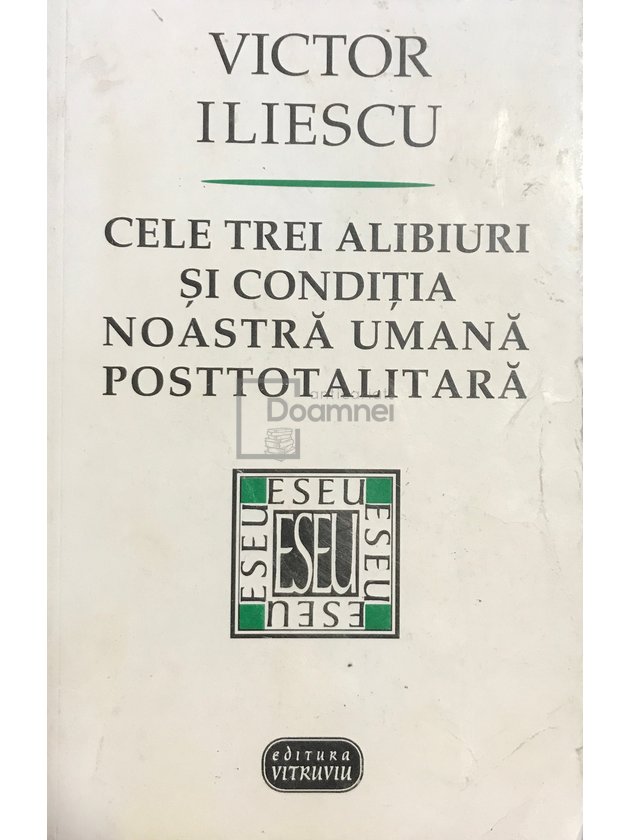 VICTOR
ILIESCU
CELE TREI ALIBIURI
ȘI CONDIȚIA
NOASTRĂ UMANĂ
POSTTOTALITARĂ
Doamnei
ESEU
ESEU
ESEU
ESEU
ESEU
editura
VITRUVIU